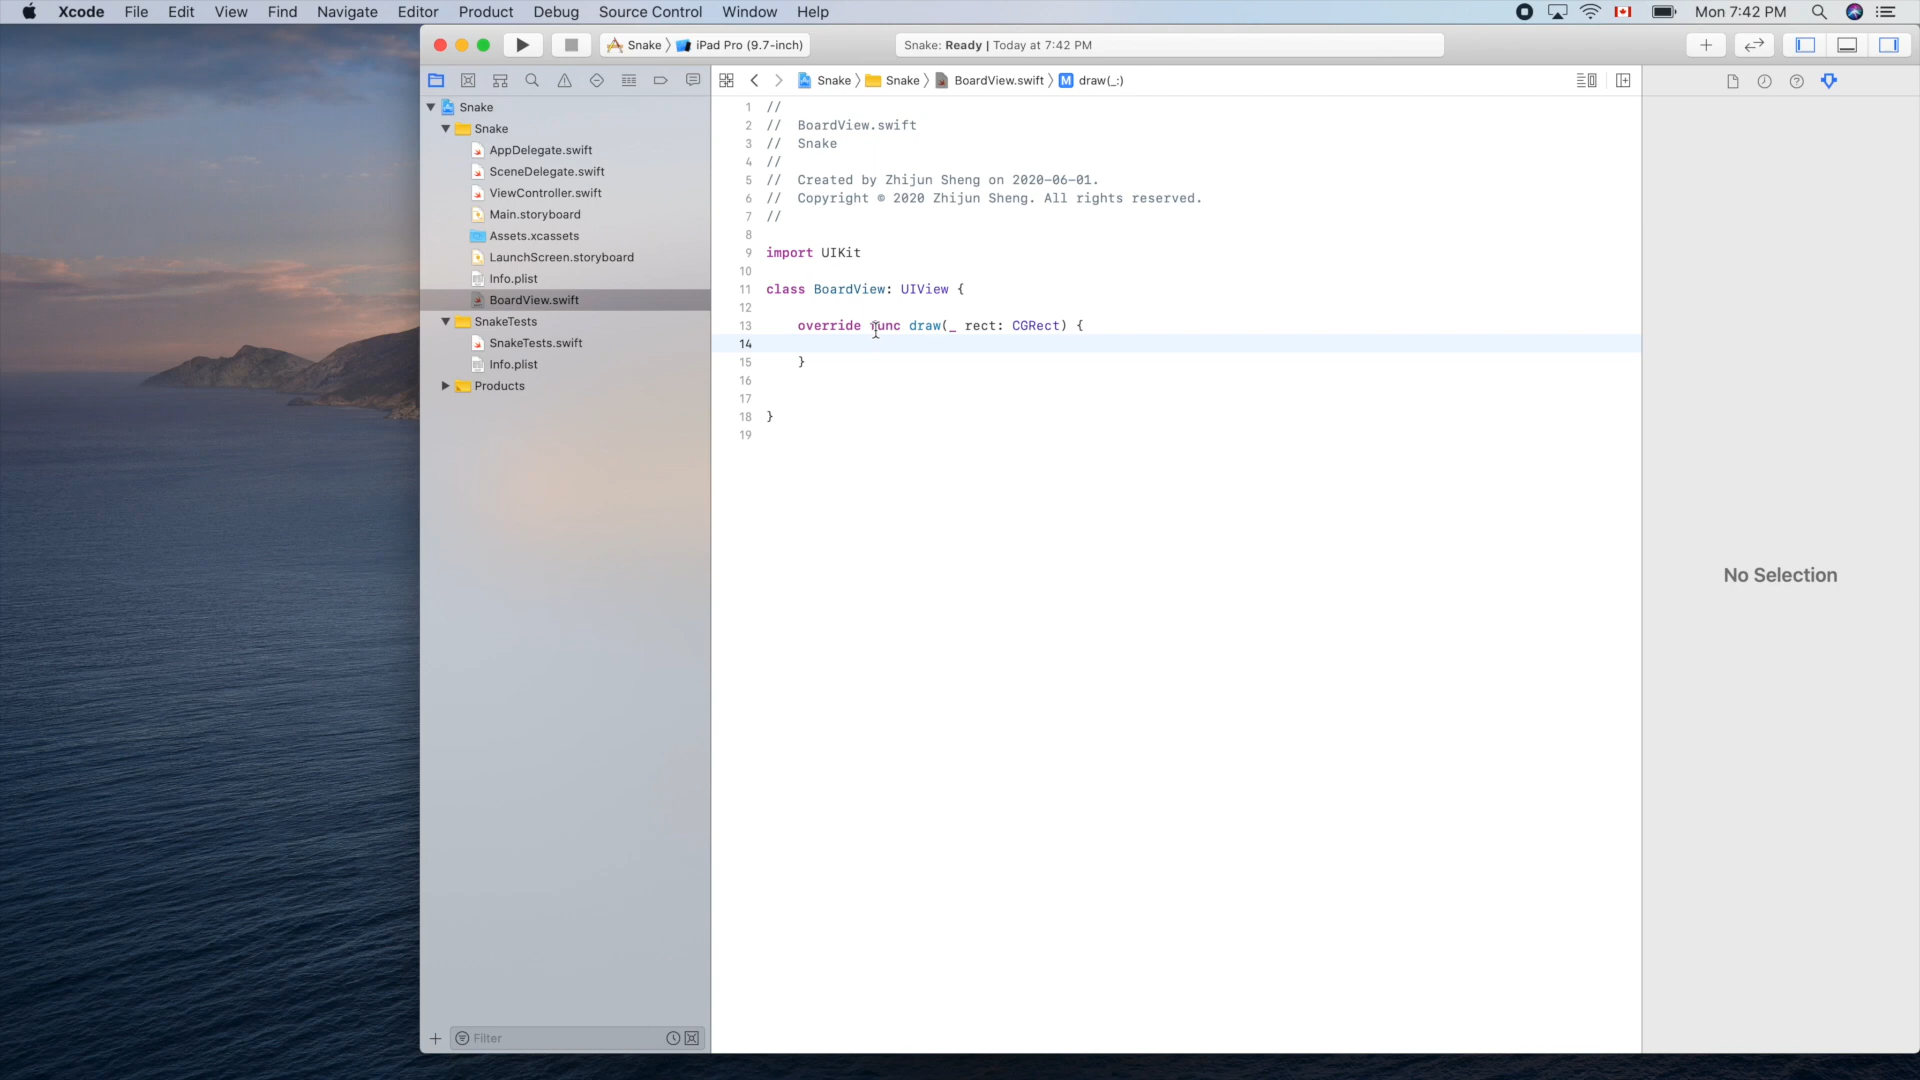 Xcode File Edit View Find Navigate Editor Product Debug Source Control Window Help Mon 7:42 PM
Snake iPad Pro (9.7-inch) Snake: Ready | Today at 7:42 PM
Snake Snake BoardView.swift M draw(_:)
Snake
Snake
AppDelegate.swift
SceneDelegate.swift
ViewController.swift
Main.storyboard
Assets.xcassets
LaunchScreen.storyboard
Info.plist
BoardView.swift
SnakeTests
SnakeTests.swift
Info.plist
Products
Filter
1 //
2 // BoardView.swift
3 // Snake
4 //
5 // Created by Zhijun Sheng on 2020-06-01.
6 // Copyright © 2020 Zhijun Sheng. All rights reserved.
7 //
8
9 import UIKit
10
11 class BoardView: UIView {
12
13 override func draw(_ rect: CGRect) {
14
15 }
16
17
18 }
19
No Selection